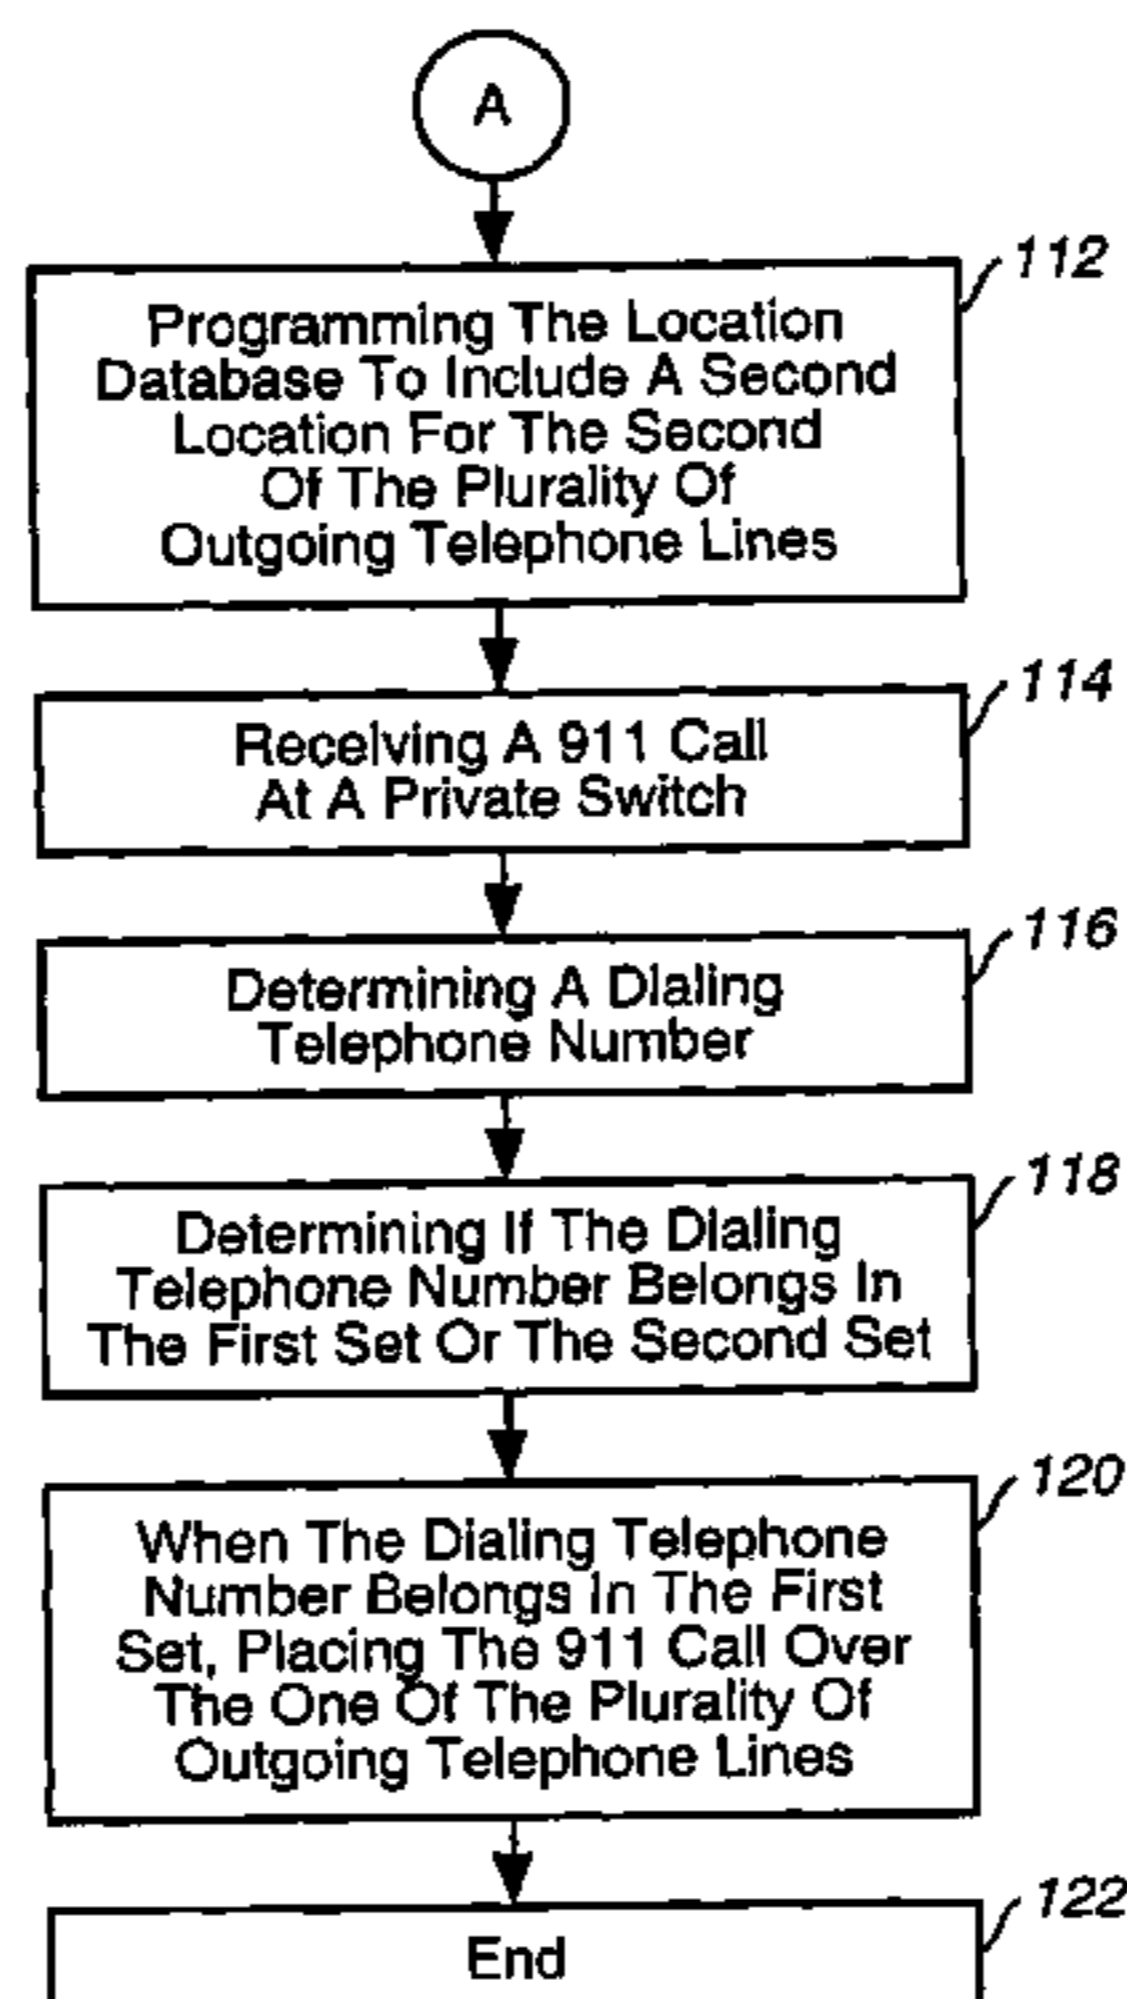 A
112
Programming The Location
Database To Include A Second
Location For The Second
Of The Plurality Of
Outgoing Telephone Lines
114
Receiving A 911 Call
At A Private Switch
116
Determining A Dialing
Telephone Number
118
Determining If The Dialing
Telephone Number Belongs In
The First Set Or The Second Set
120
When The Dialing Telephone
Number Belongs In The First
Set, Placing The 911 Call Over
The One Of The Plurality Of
Outgoing Telephone Lines
122
End